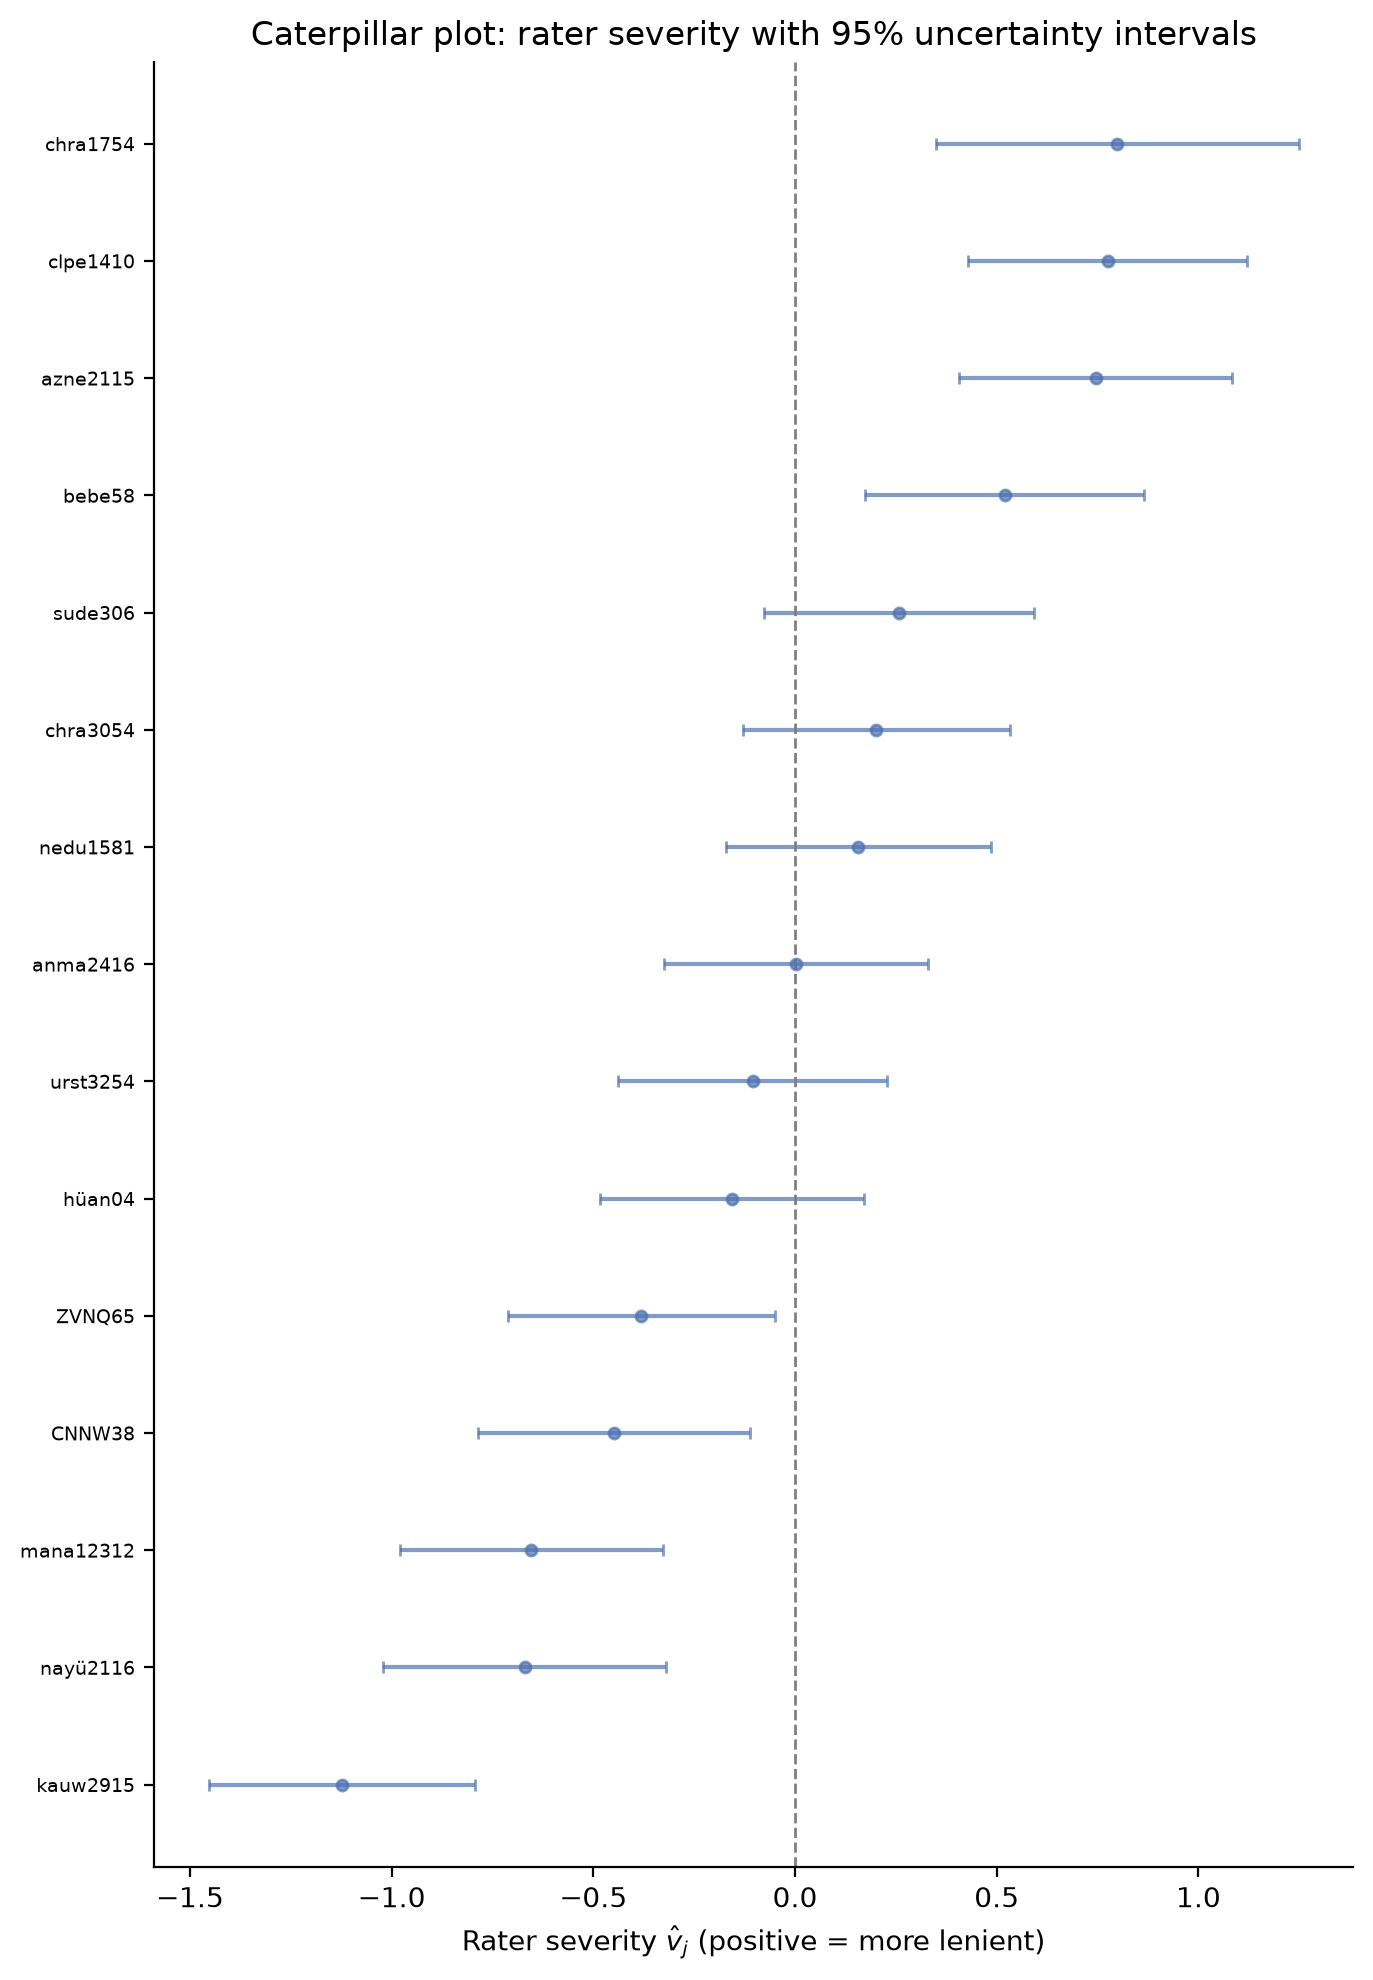 Caterpillar plot: rater severity with 95% uncertainty intervals
chra1754
clpe1410
azne2115
bebe58
sude306
chra3054
nedu1581
anma2416
urst3254
hüan04
ZVNQ65
CNNW38
mana12312
nayü2116
kauw2915
−1.5 −1.0 −0.5 0.0 0.5 1.0
Rater severity v̂ⱼ (positive = more lenient)